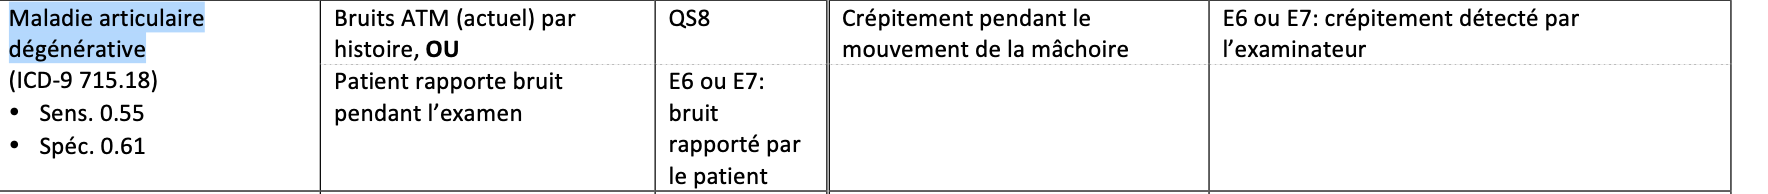 Maladie articulaire
dégénérative
(ICD-9 715.18)
• Sens. 0.55
• Spéc. 0.61
Bruits ATM (actuel) par
histoire, OU
Patient rapporte bruit
pendant l’examen
QS8
E6 ou E7:
bruit
rapporté par
le patient
Crépitement pendant le
mouvement de la mâchoire
E6 ou E7: crépitement détecté par
l’examinateur